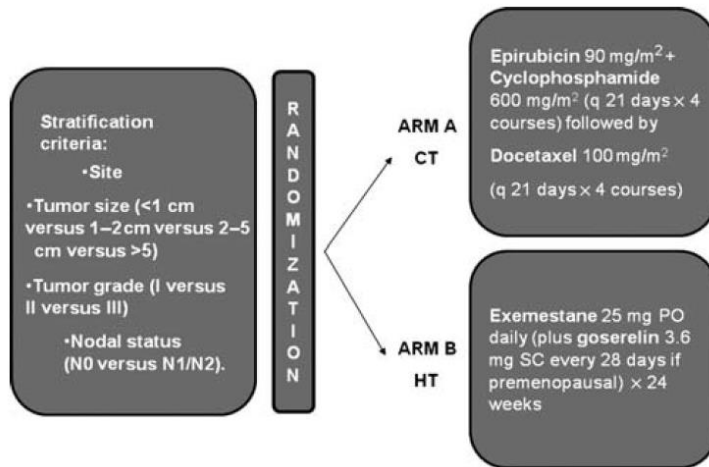 Stratification
criteria:
•Site
•Tumor size (<1 cm
versus 1–2cm versus 2–5
cm versus >5)
•Tumor grade (I versus
II versus III)
•Nodal status
(N0 versus N1/N2).
RANDOMIZATION
ARM A
CT
Epirubicin 90 mg/m² +
Cyclophosphamide
600 mg/m² (q 21 days × 4
courses) followed by
Docetaxel 100 mg/m²
(q 21 days × 4 courses)
ARM B
HT
Exemestane 25 mg PO
daily (plus goserelin 3.6
mg SC every 28 days if
premenopausal) × 24
weeks